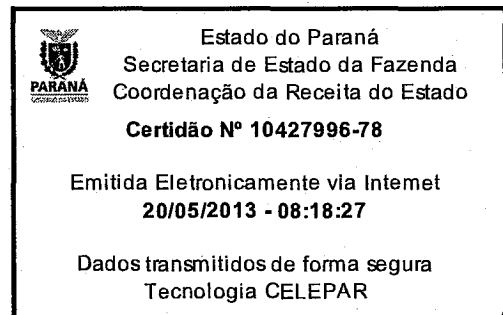 Estado do Paraná
Secretaria de Estado da Fazenda
PARANÁ
Coordenação da Receita do Estado
Certidão Nº 10427996-78
Emitida Eletronicamente via Internet
20/05/2013 - 08:18:27
Dados transmitidos de forma segura
Tecnologia CELEPAR